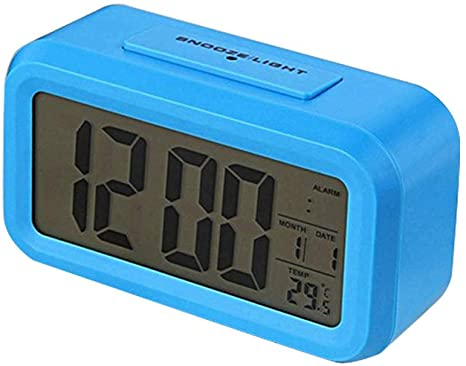 SNOOZE/LIGHT
12:00
ALARM
:
MONTH DATE
1 1
TEMP
29.5°C